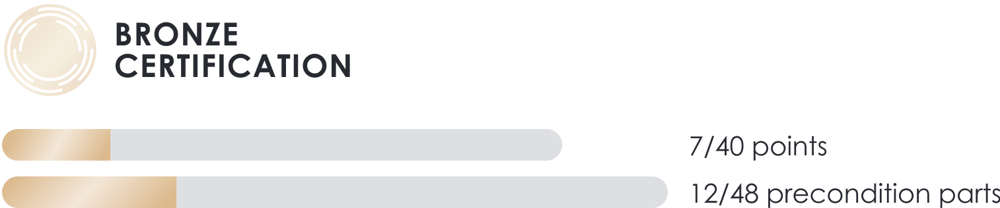 BRONZE
CERTIFICATION
7/40 points
12/48 precondition parts